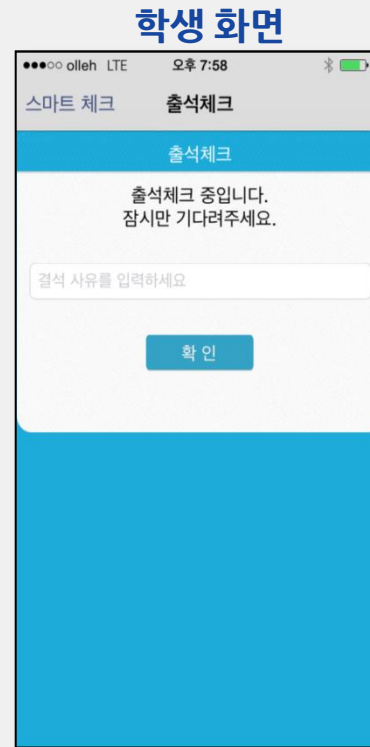 학생 화면
olleh LTE 오후 7:58
스마트 체크 출석체크
출석체크
출석체크 중입니다.
잠시만 기다려주세요.
결석 사유를 입력하세요
확 인